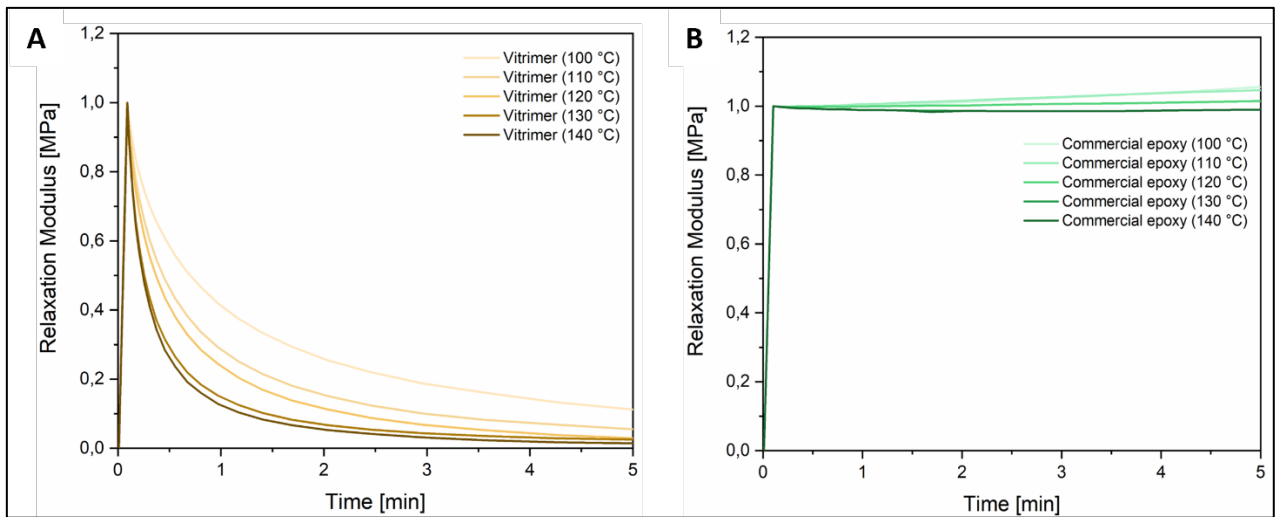 A
Relaxation Modulus [MPa]
1,2
1,0
0,8
0,6
0,4
0,2
0,0
Vitrimer (100 °C)
Vitrimer (110 °C)
Vitrimer (120 °C)
Vitrimer (130 °C)
Vitrimer (140 °C)
0 1 2 3 4 5
Time [min]
B
Relaxation Modulus [MPa]
1,2
1,0
0,8
0,6
0,4
0,2
0,0
Commercial epoxy (100 °C)
Commercial epoxy (110 °C)
Commercial epoxy (120 °C)
Commercial epoxy (130 °C)
Commercial epoxy (140 °C)
0 1 2 3 4 5
Time [min]